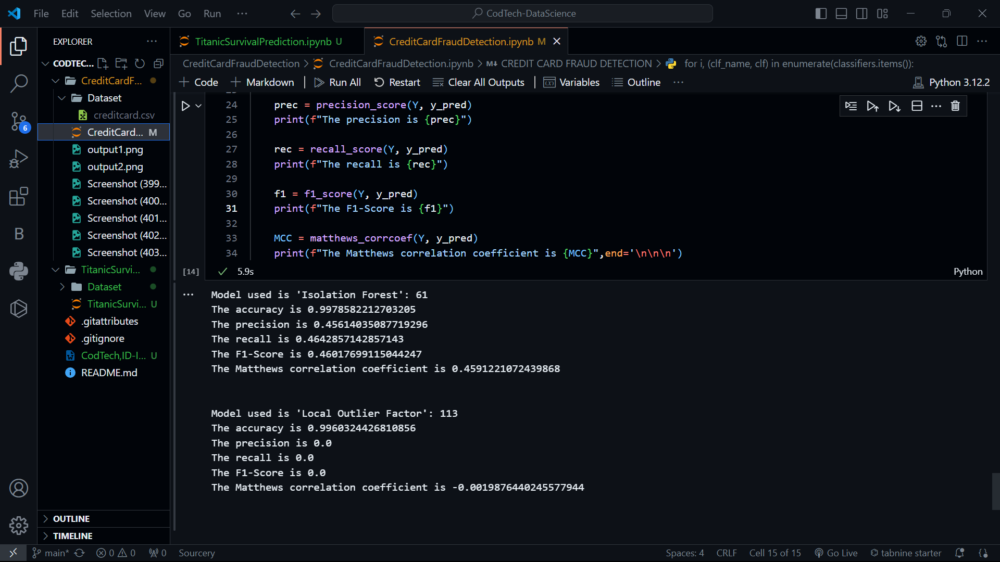 File Edit Selection View Go Run ···
CodTech-DataScience
EXPLORER ···
CODTEC...
CreditCardF...
Dataset
creditcard.csv
CreditCard... M
output1.png
output2.png
Screenshot (399...
Screenshot (400...
Screenshot (401...
Screenshot (402...
Screenshot (403...
TitanicSurvi...
Dataset
TitanicSurvi... U
.gitattributes
.gitignore
CodTech,ID-I... U
README.md
OUTLINE
TIMELINE
6
B
TitanicSurvivalPrediction.ipynb U
CreditCardFraudDetection.ipynb M
CreditCardFraudDetection > CreditCardFraudDetection.ipynb > M↓ CREDIT CARD FRAUD DETECTION > for i, (clf_name, clf) in enumerate(classifiers.items()):
+ Code + Markdown | Run All Restart Clear All Outputs | Variables Outline ··· Python 3.12.2
24 prec = precision_score(Y, y_pred)
25 print(f"The precision is {prec}")
26
27 rec = recall_score(Y, y_pred)
28 print(f"The recall is {rec}")
29
30 f1 = f1_score(Y, y_pred)
31 print(f"The F1-Score is {f1}")
32
33 MCC = matthews_corrcoef(Y, y_pred)
34 print(f"The Matthews correlation coefficient is {MCC}",end='\n\n\n')
[14] ✓ 5.9s Python
Model used is 'Isolation Forest': 61
The accuracy is 0.9978582212703205
The precision is 0.45614035087719296
The recall is 0.4642857142857143
The F1-Score is 0.46017699115044247
The Matthews correlation coefficient is 0.4591221072439868
Model used is 'Local Outlier Factor': 113
The accuracy is 0.9960324426810856
The precision is 0.0
The recall is 0.0
The F1-Score is 0.0
The Matthews correlation coefficient is -0.0019876440245577944
main* 0 0 0 Sourcery Spaces: 4 CRLF Cell 15 of 15 Go Live tabnine starter